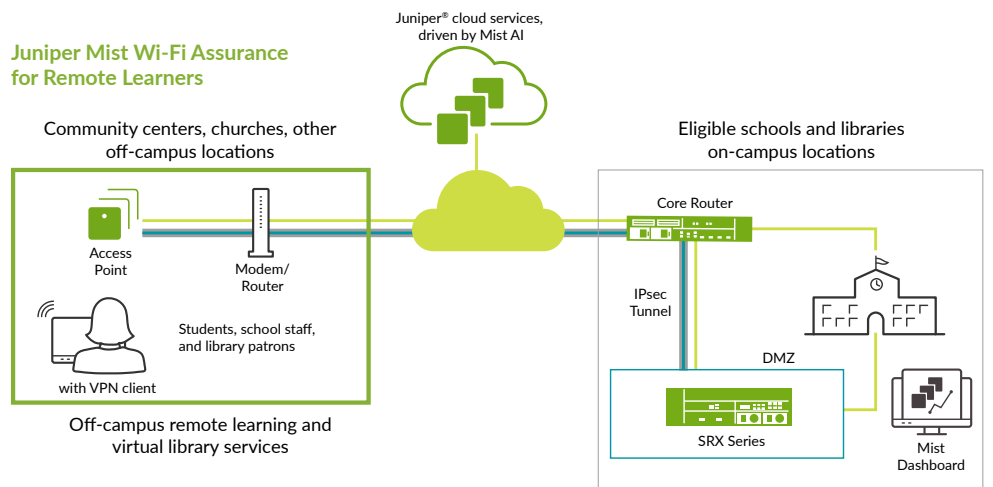 Juniper® cloud services,
driven by Mist AI
Juniper Mist Wi-Fi Assurance
for Remote Learners
Community centers, churches, other
off-campus locations
Eligible schools and libraries
on-campus locations
Core Router
Access
Point
Modem/
Router
IPsec
Tunnel
Students, school staff,
and library patrons
with VPN client
DMZ
SRX Series
Mist
Dashboard
Off-campus remote learning and
virtual library services